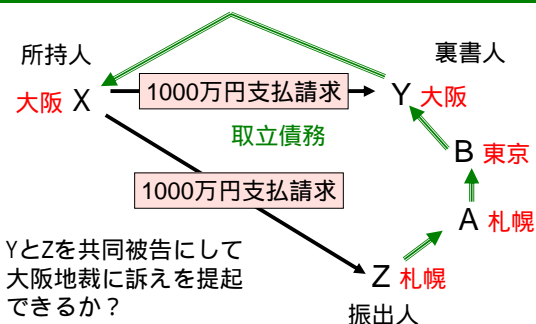 所持人
裏書人
大阪 X
1000万円支払請求
Y 大阪
取立債務
B 東京
1000万円支払請求
A 札幌
YとZを共同被告にして
大阪地裁に訴えを提起
できるか？
Z 札幌
振出人